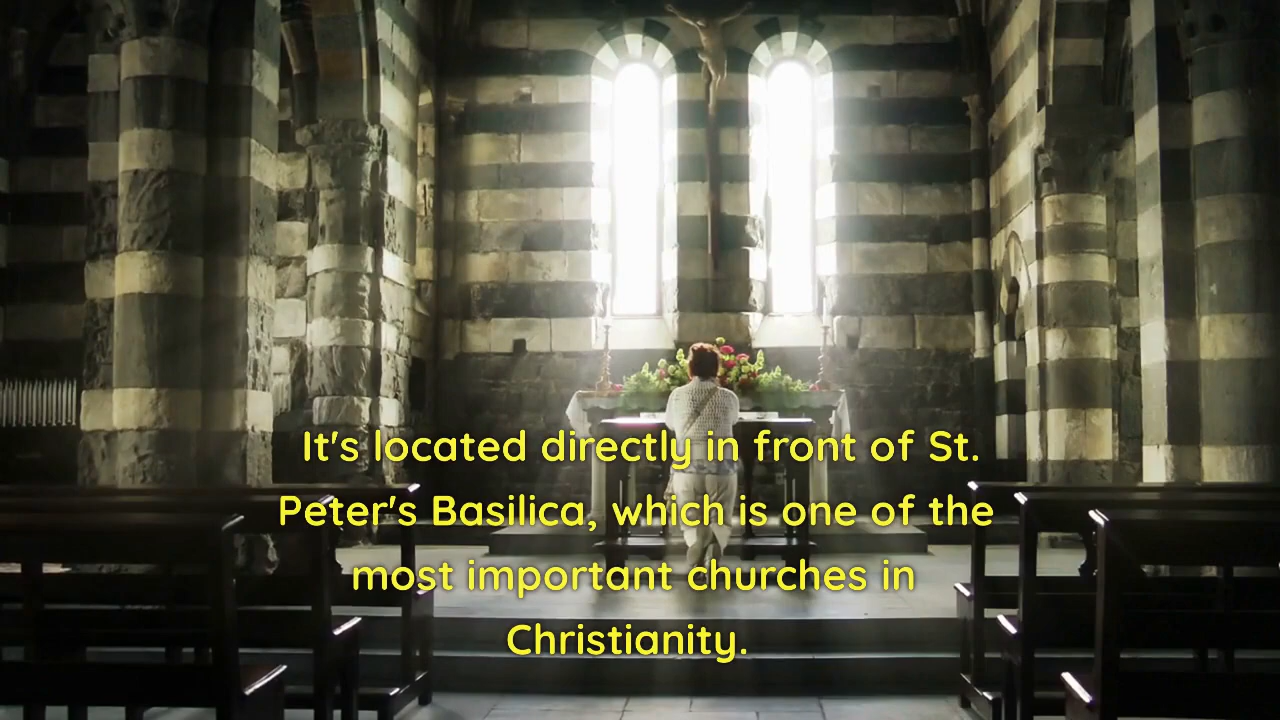 It's located directly in front of St.
Peter's Basilica, which is one of the
most important churches in
Christianity.